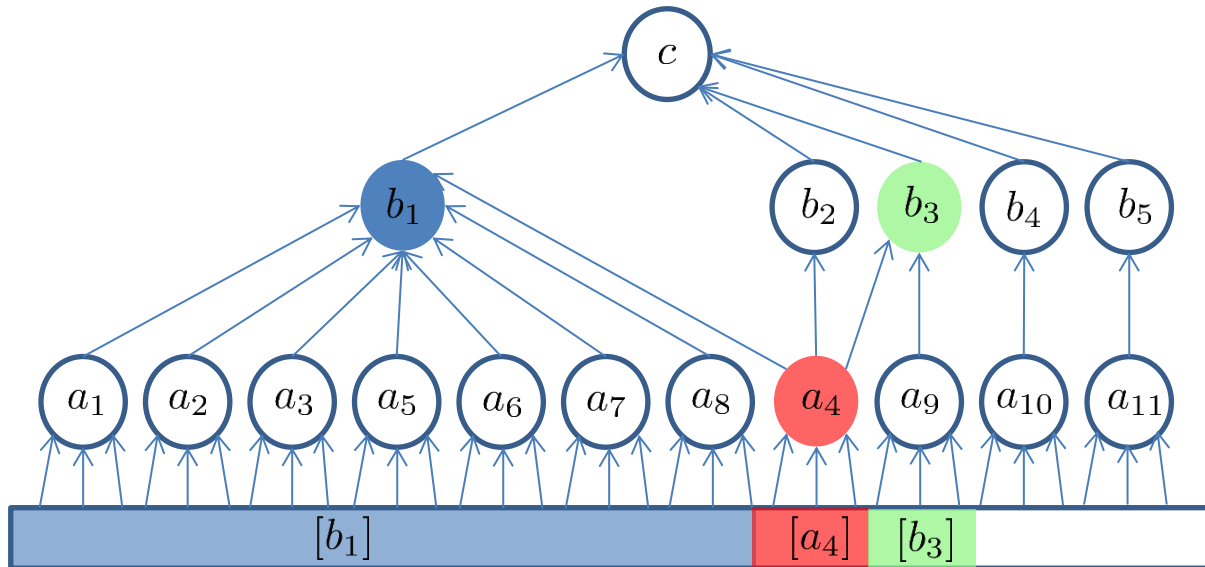 c
b₁ b₂ b₃ b₄ b₅
a₁ a₂ a₃ a₅ a₆ a₇ a₈ a₄ a₉ a₁₀ a₁₁
[b₁] [a₄] [b₃]